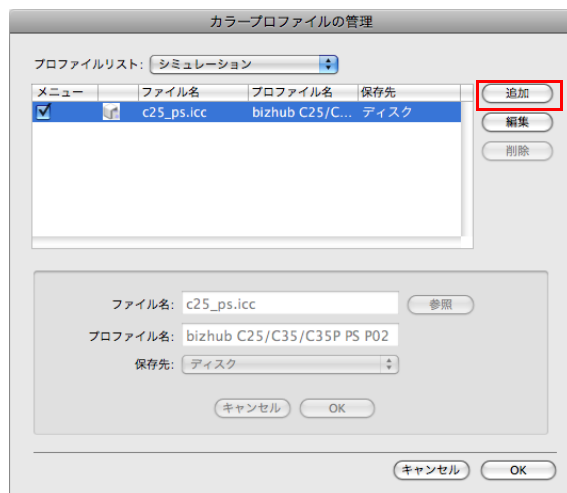 カラープロファイルの管理
プロファイルリスト: シミュレーション
メニュー ファイル名 プロファイル名 保存先
c25_ps.icc bizhub C25/C... ディスク
追加
編集
削除
ファイル名: c25_ps.icc 参照
プロファイル名: bizhub C25/C35/C35P PS P02
保存先: ディスク
キャンセル OK
キャンセル OK